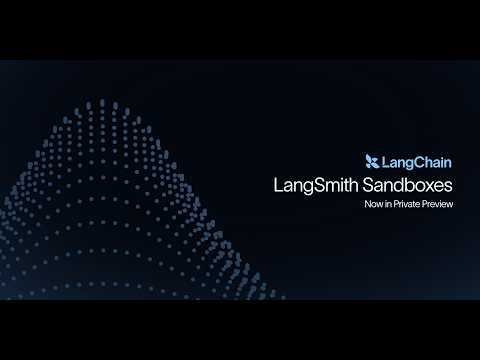 LangChain
LangSmith Sandboxes
Now in Private Preview